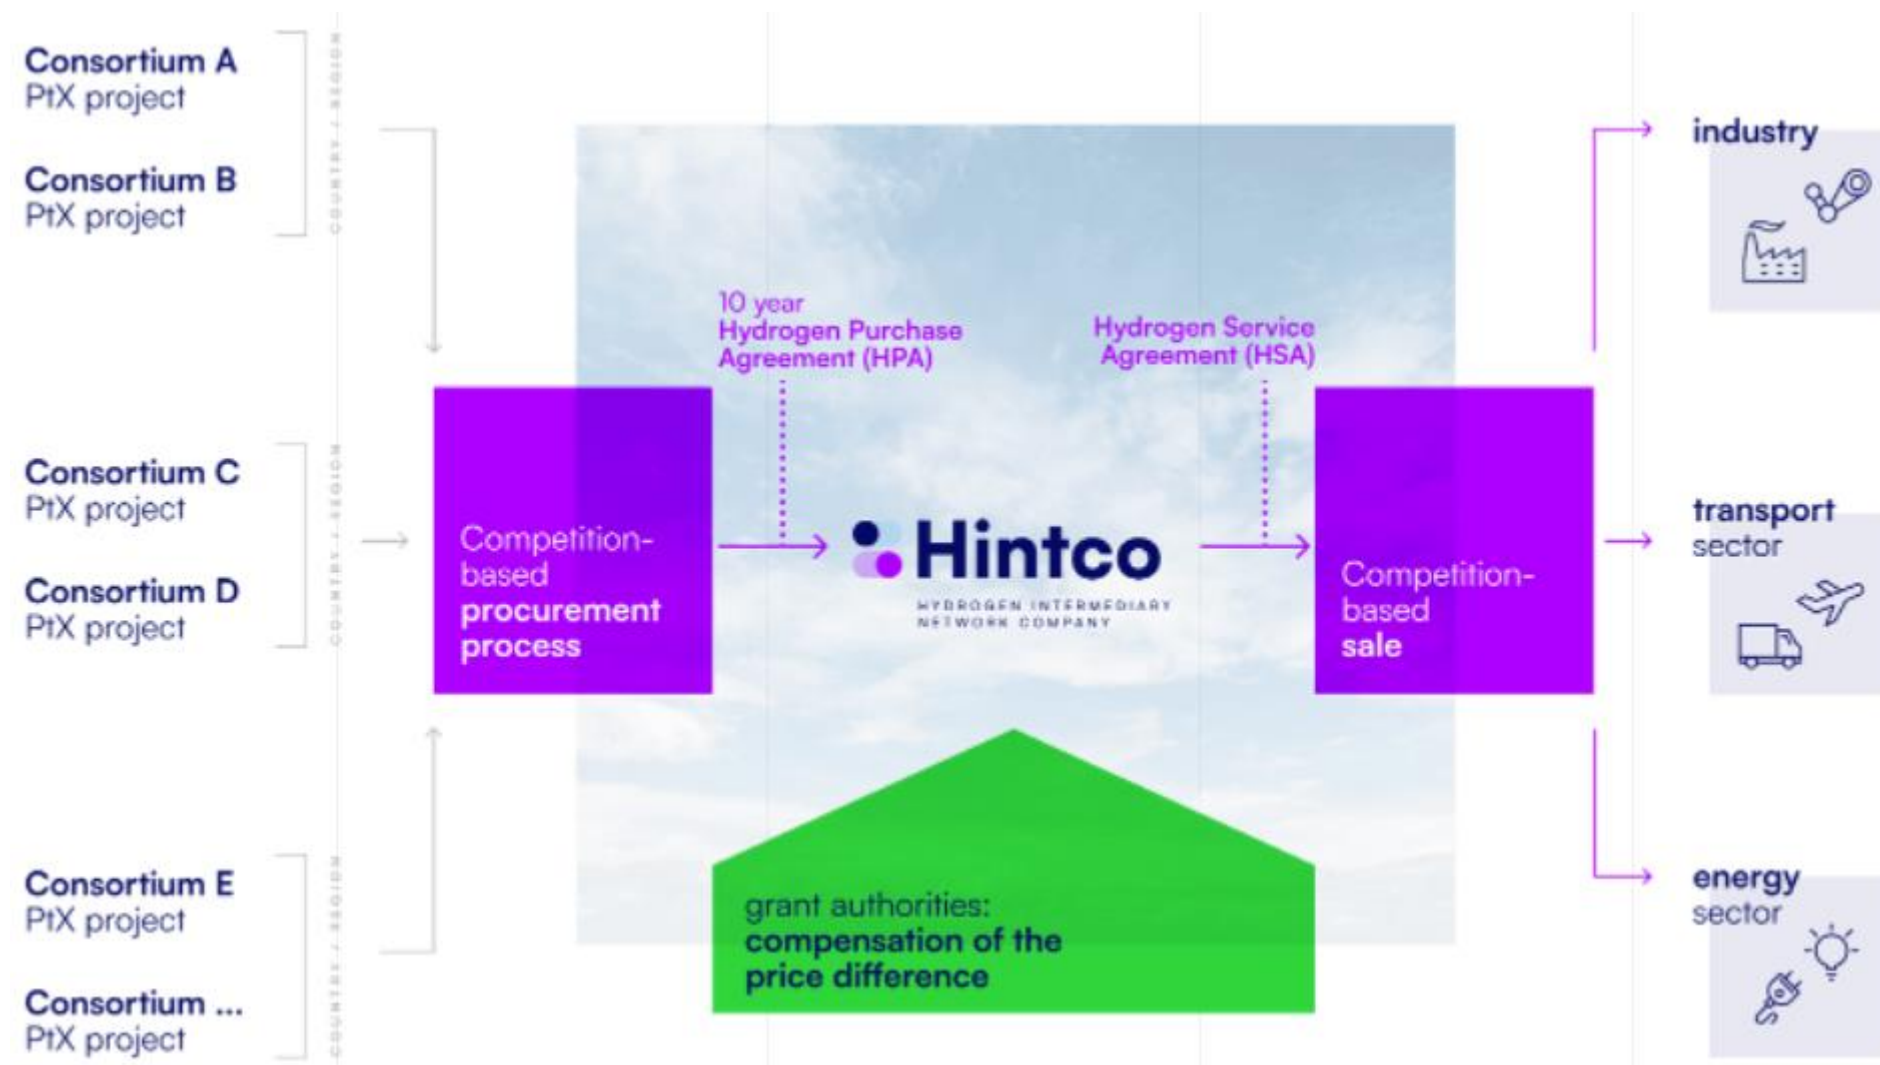 Consortium A
PtX project
Consortium B
PtX project
COUNTRY / REGION
Consortium C
PtX project
Consortium D
PtX project
COUNTRY / REGION
Consortium E
PtX project
Consortium ...
PtX project
COUNTRY / REGION
Competition-
based
procurement
process
10 year
Hydrogen Purchase
Agreement (HPA)
Hintco
HYDROGEN INTERMEDIARY
NETWORK COMPANY
Hydrogen Service
Agreement (HSA)
Competition-
based
sale
grant authorities:
compensation of the
price difference
industry
transport
sector
energy
sector